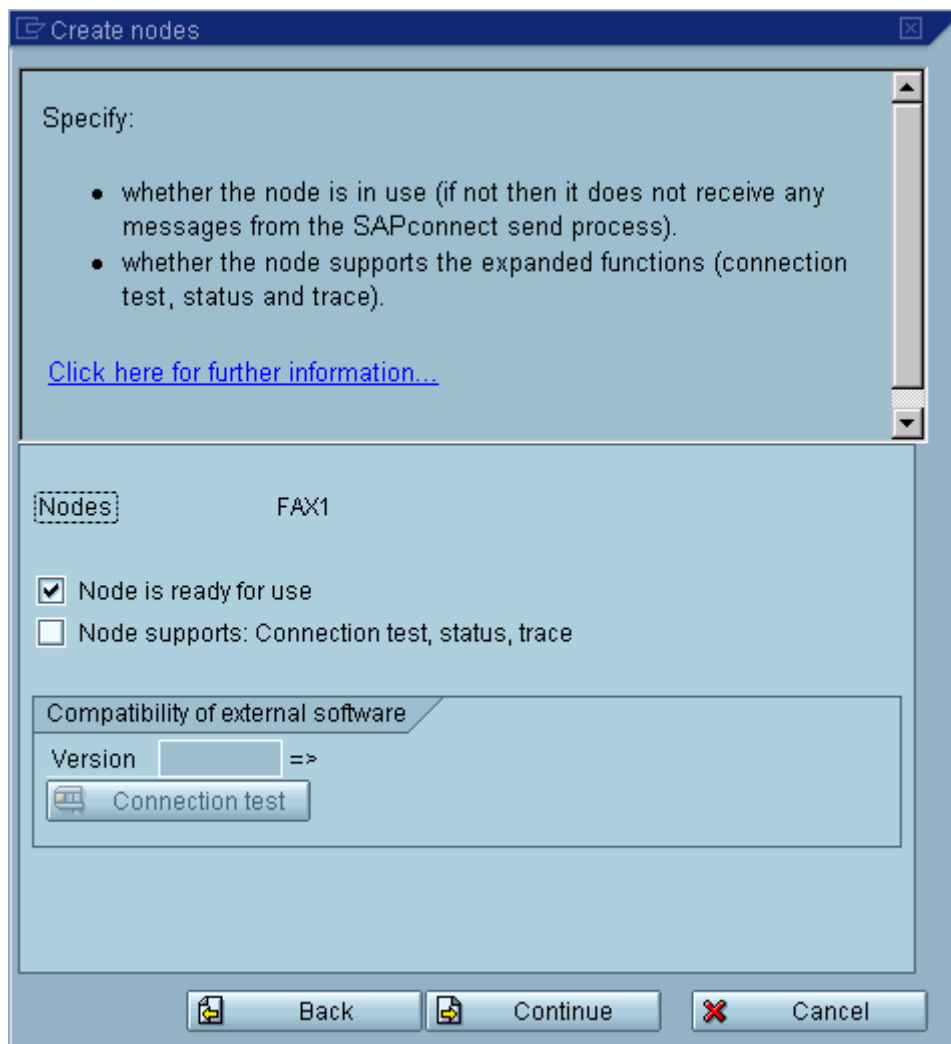 Create nodes
Specify:
• whether the node is in use (if not then it does not receive any
messages from the SAPconnect send process).
• whether the node supports the expanded functions (connection
test, status and trace).
Click here for further information...
Nodes FAX1
Node is ready for use
Node supports: Connection test, status, trace
Compatibility of external software
Version =>
Connection test
Back Continue Cancel